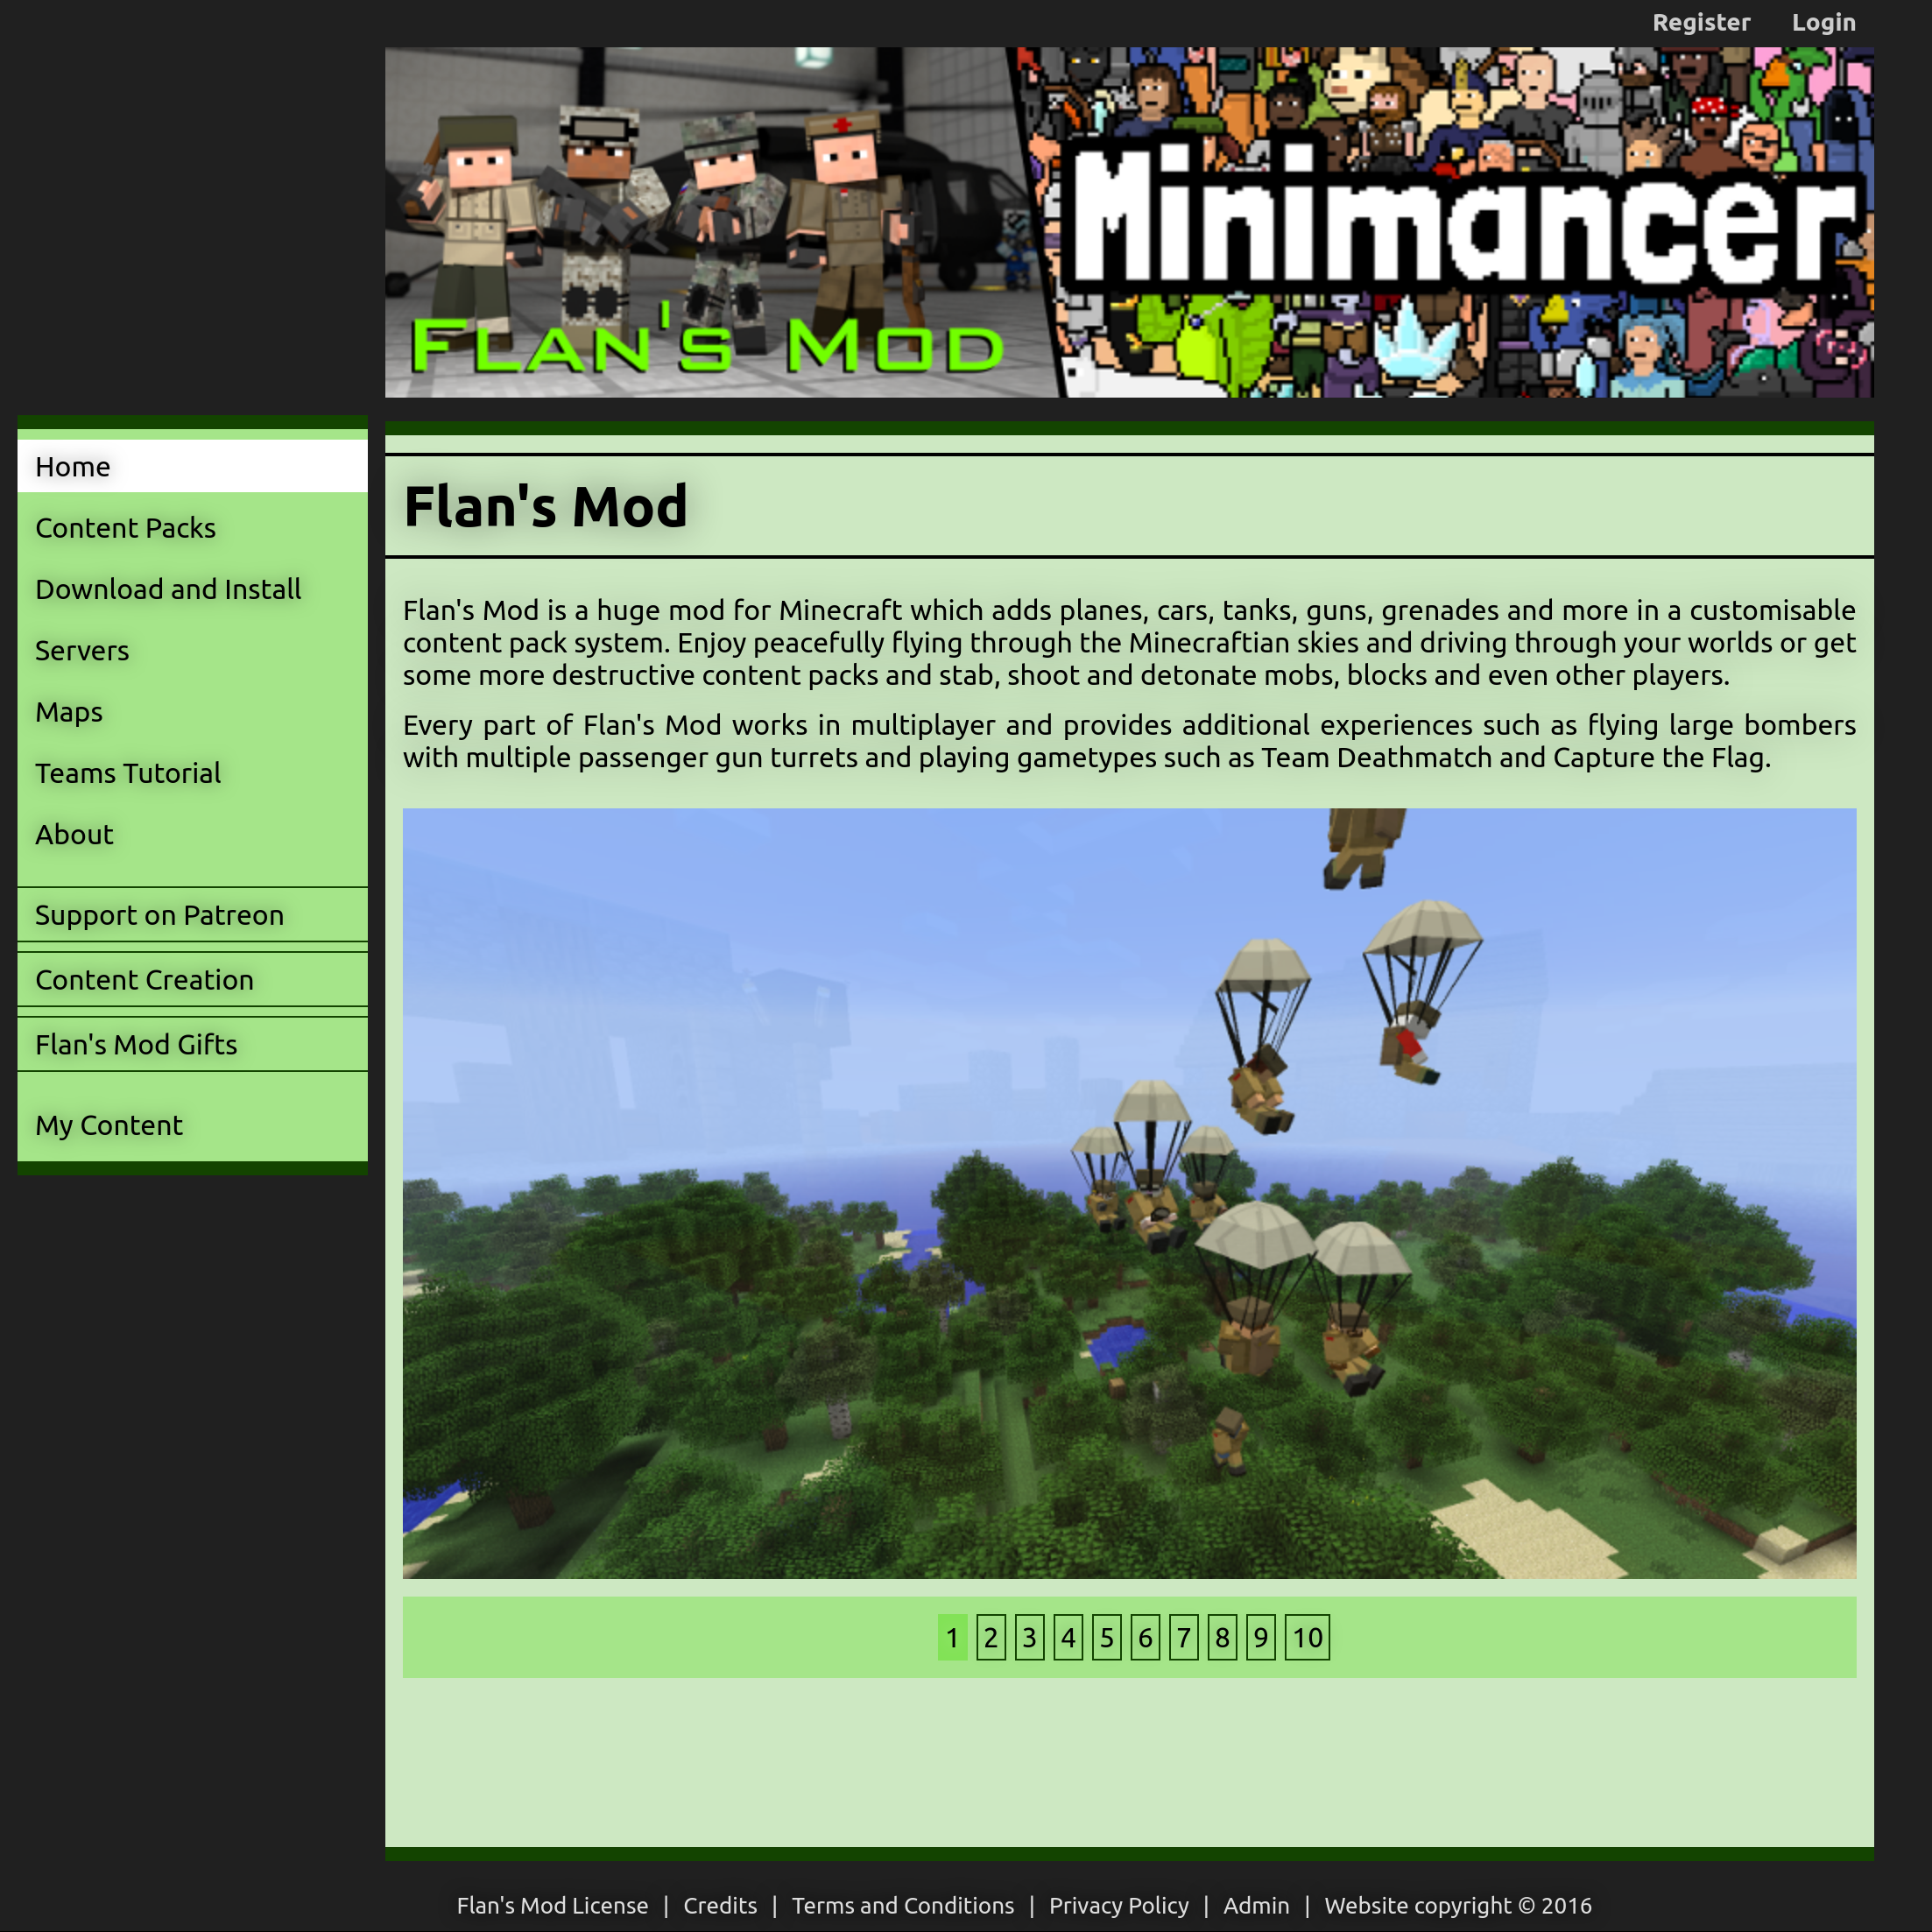 Register Login
Flan's Mod
Minimancer
Home
Content Packs
Download and Install
Servers
Maps
Teams Tutorial
About
Support on Patreon
Content Creation
Flan's Mod Gifts
My Content
Flan's Mod
Flan's Mod is a huge mod for Minecraft which adds planes, cars, tanks, guns, grenades and more in a customisable
content pack system. Enjoy peacefully flying through the Minecraftian skies and driving through your worlds or get
some more destructive content packs and stab, shoot and detonate mobs, blocks and even other players.
Every part of Flan's Mod works in multiplayer and provides additional experiences such as flying large bombers
with multiple passenger gun turrets and playing gametypes such as Team Deathmatch and Capture the Flag.
1 2 3 4 5 6 7 8 9 10
Flan's Mod License | Credits | Terms and Conditions | Privacy Policy | Admin | Website copyright © 2016